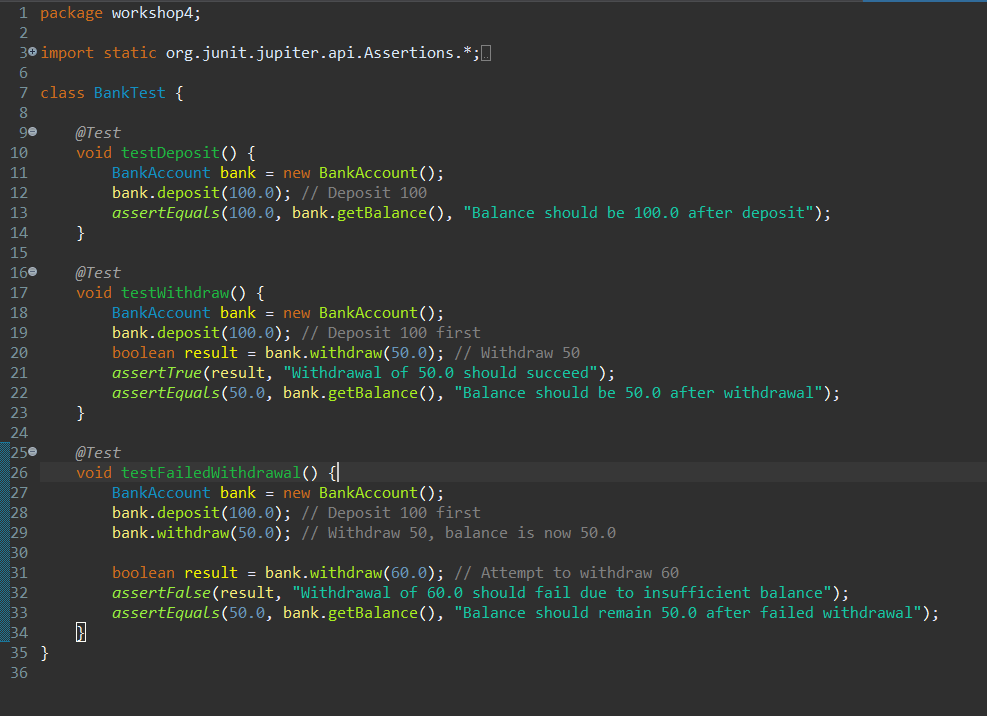 1 package workshop4;
2
3 import static org.junit.jupiter.api.Assertions.*;
6
7 class BankTest {
8
9     @Test
10     void testDeposit() {
11         BankAccount bank = new BankAccount();
12         bank.deposit(100.0); // Deposit 100
13         assertEquals(100.0, bank.getBalance(), "Balance should be 100.0 after deposit");
14     }
15
16     @Test
17     void testWithdraw() {
18         BankAccount bank = new BankAccount();
19         bank.deposit(100.0); // Deposit 100 first
20         boolean result = bank.withdraw(50.0); // Withdraw 50
21         assertTrue(result, "Withdrawal of 50.0 should succeed");
22         assertEquals(50.0, bank.getBalance(), "Balance should be 50.0 after withdrawal");
23     }
24
25     @Test
26     void testFailedWithdrawal() {
27         BankAccount bank = new BankAccount();
28         bank.deposit(100.0); // Deposit 100 first
29         bank.withdraw(50.0); // Withdraw 50, balance is now 50.0
30
31         boolean result = bank.withdraw(60.0); // Attempt to withdraw 60
32         assertFalse(result, "Withdrawal of 60.0 should fail due to insufficient balance");
33         assertEquals(50.0, bank.getBalance(), "Balance should remain 50.0 after failed withdrawal");
34     }
35 }
36